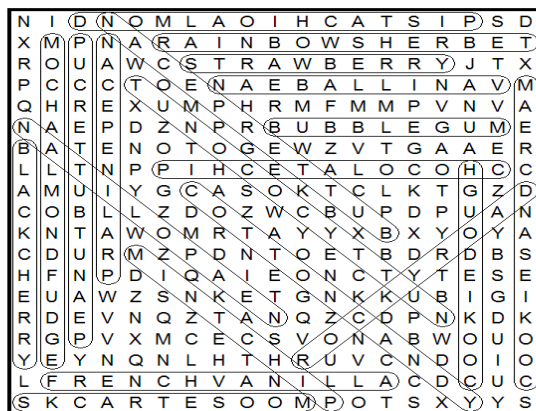 N I D N O M L A O I H C A T S I P S D
X M P N A R A I N B O W S H E R B E T
R O U A W C S T R A W B E R R Y J T X
P C C C T O E N A E B A L L I N A V M
Q H R E X U M P H R M F M M P V N V A
N A E P D Z N P R B U B B L E G U M E
B A T E N O T O G E W Z V T G A A E R
L L T N P P I H C E T A L O C O H C C
A M U I Y G C A S O K T C L K T G Z D
C O B L L Z D O Z W C B U P D P U A N
K N T A W O M R T A Y Y X B X Y O Y A
C D U R M Z P D N T O E T B D R D B S
H F N P D I Q A I E O N C T Y T E S E
E U A W Z S N K E T G N K K U B I G I
R D E V N Q Z T A N Q Z C D P N K D K
R G P V X M C E C S V O N A B W O U O
Y E Y N Q N L H T H R U V C N D O I O
L F R E N C H V A N I L L A C D C U C
S K C A R T E S O O M P O T S X Y Y S